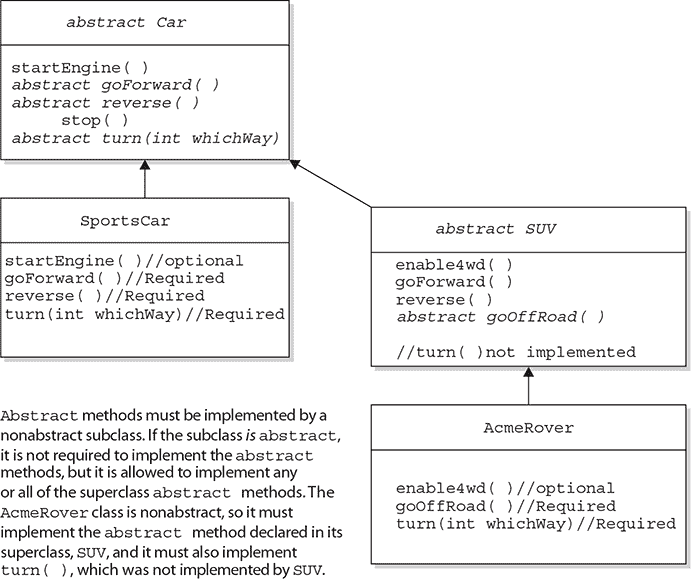 abstract Car
startEngine( )
abstract goForward( )
abstract reverse( )
stop( )
abstract turn(int whichWay)
SportsCar
startEngine( )//optional
goForward( )//Required
reverse( )//Required
turn(int whichWay)//Required
abstract SUV
enable4wd( )
goForward( )
reverse( )
abstract goOffRoad( )
//turn( )not implemented
AcmeRover
enable4wd( )//optional
goOffRoad( )//Required
turn(int whichWay)//Required
Abstract methods must be implemented by a
nonabstract subclass. If the subclass is abstract,
it is not required to implement the abstract
methods, but it is allowed to implement any
or all of the superclass abstract methods. The
AcmeRover class is nonabstract, so it must
implement the abstract method declared in its
superclass, SUV, and it must also implement
turn( ), which was not implemented by SUV.